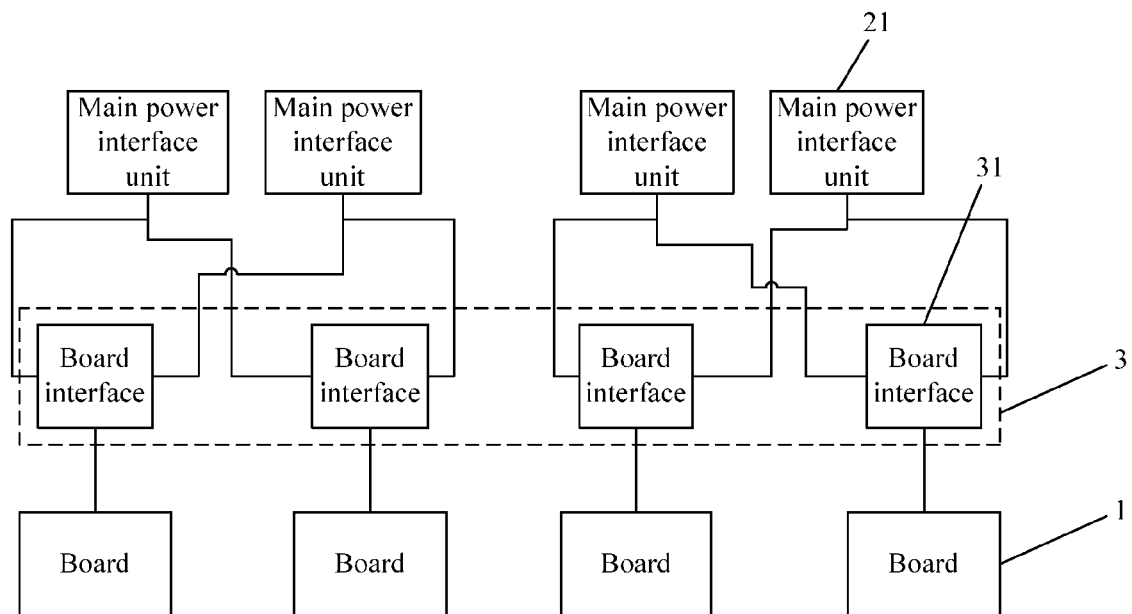 21
Main power
interface
unit
Main power
interface
unit
Main power
interface
unit
Main power
interface
unit
31
Board
interface
Board
interface
Board
interface
Board
interface
3
Board
Board
Board
Board
1